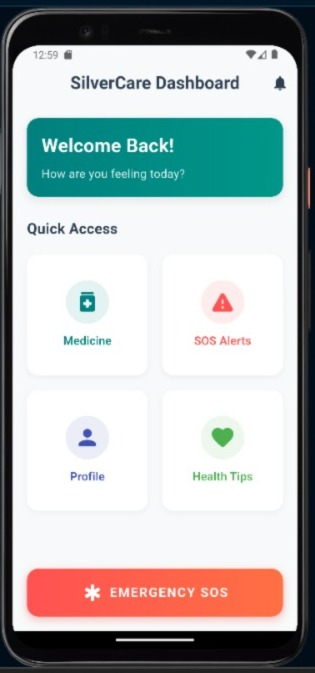 12:59
SilverCare Dashboard
Welcome Back!
How are you feeling today?
Quick Access
Medicine
SOS Alerts
Profile
Health Tips
EMERGENCY SOS